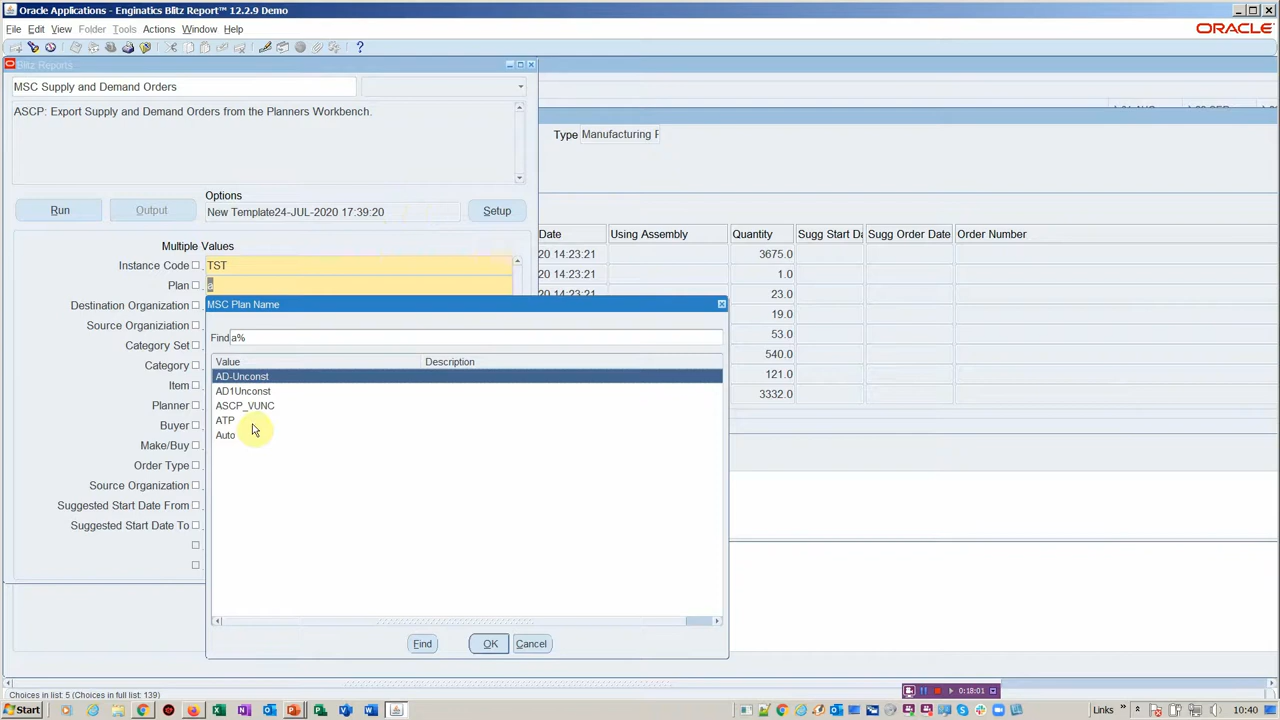 Oracle Applications - Enginatics Blitz Report™ 12.2.9 Demo
File Edit View Folder Tools Actions Window Help
ORACLE
Blitz Reports
MSC Supply and Demand Orders
ASCP: Export Supply and Demand Orders from the Planners Workbench.
Type Manufacturing
Options
Run Output New Template24-JUL-2020 17:39:20 Setup
Multiple Values
Date Using Assembly Quantity Sugg Start Da Sugg Order Date Order Number
Instance Code TST
20 14:23:21 3675.0
Plan a
20 14:23:21 1.0
Destination Organization
23.0
Source Organiziation
19.0
Category Set
53.0
Category
540.0
Item
121.0
Planner
3332.0
Buyer
Make/Buy
Order Type
Source Organization
Suggested Start Date From
Suggested Start Date To
MSC Plan Name
Find a%
Value Description
AD-Unconst
AD1Unconst
ASCP_VUNC
ATP
Auto
Find OK Cancel
Choices in list: 5 (Choices in full list: 139)
0:18:01
Start Links 10:40